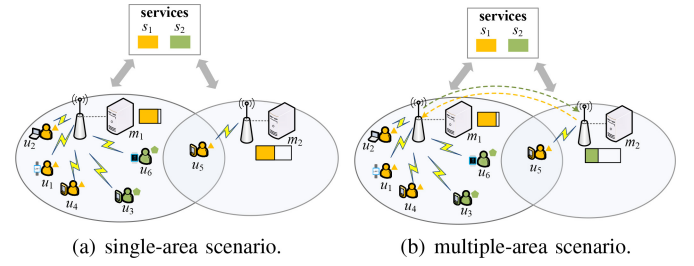 services
s1 s2
m1
m2
u2
u1
u4
u3
u6
u5
(a) single-area scenario.
services
s1 s2
m1
m2
u2
u1
u4
u3
u6
u5
(b) multiple-area scenario.